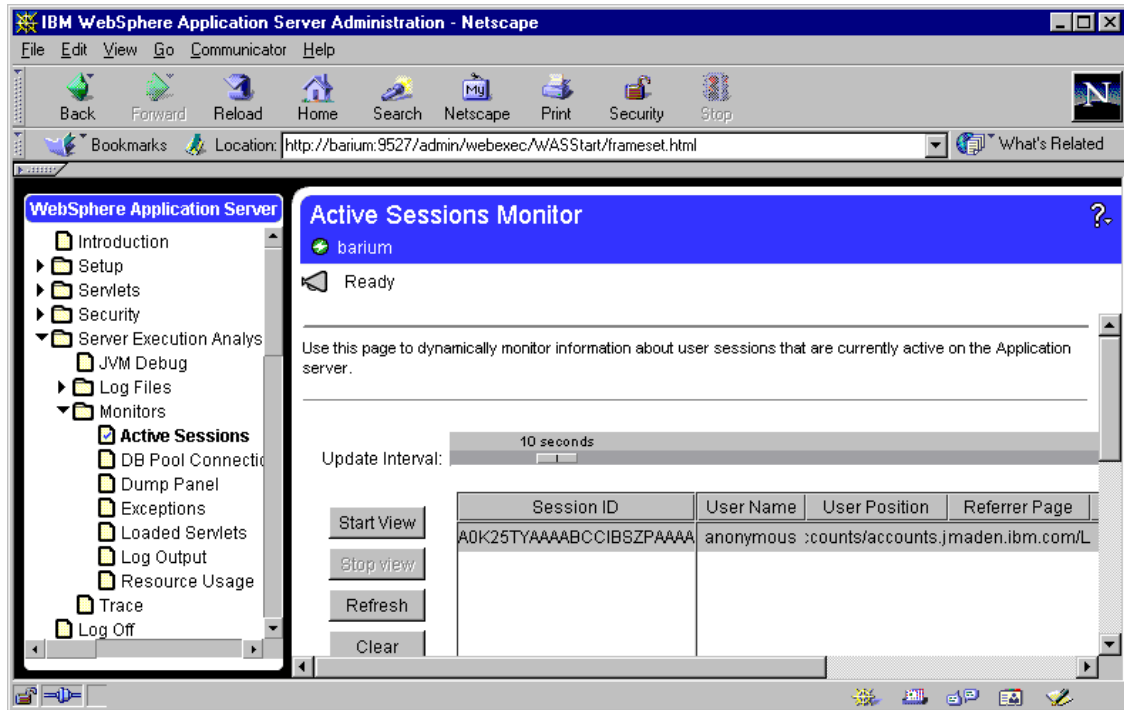 IBM WebSphere Application Server Administration - Netscape
File Edit View Go Communicator Help
Back Forward Reload Home Search Netscape Print Security Stop
My
N
Bookmarks Location: http://barium:9527/admin/webexec/WASStart/frameset.html What's Related
WebSphere Application Server
Introduction
Setup
Servlets
Security
Server Execution Analys
JVM Debug
Log Files
Monitors
Active Sessions
DB Pool Connectio
Dump Panel
Exceptions
Loaded Servlets
Log Output
Resource Usage
Trace
Log Off
Active Sessions Monitor
?
barium
Ready
Use this page to dynamically monitor information about user sessions that are currently active on the Application
server.
10 seconds
Update Interval:
Start View
Stop view
Refresh
Clear
Session ID User Name User Position Referrer Page
A0K25TYAAAABCCIBSZPAAAA anonymous :counts/accounts.j maden.ibm.com/L